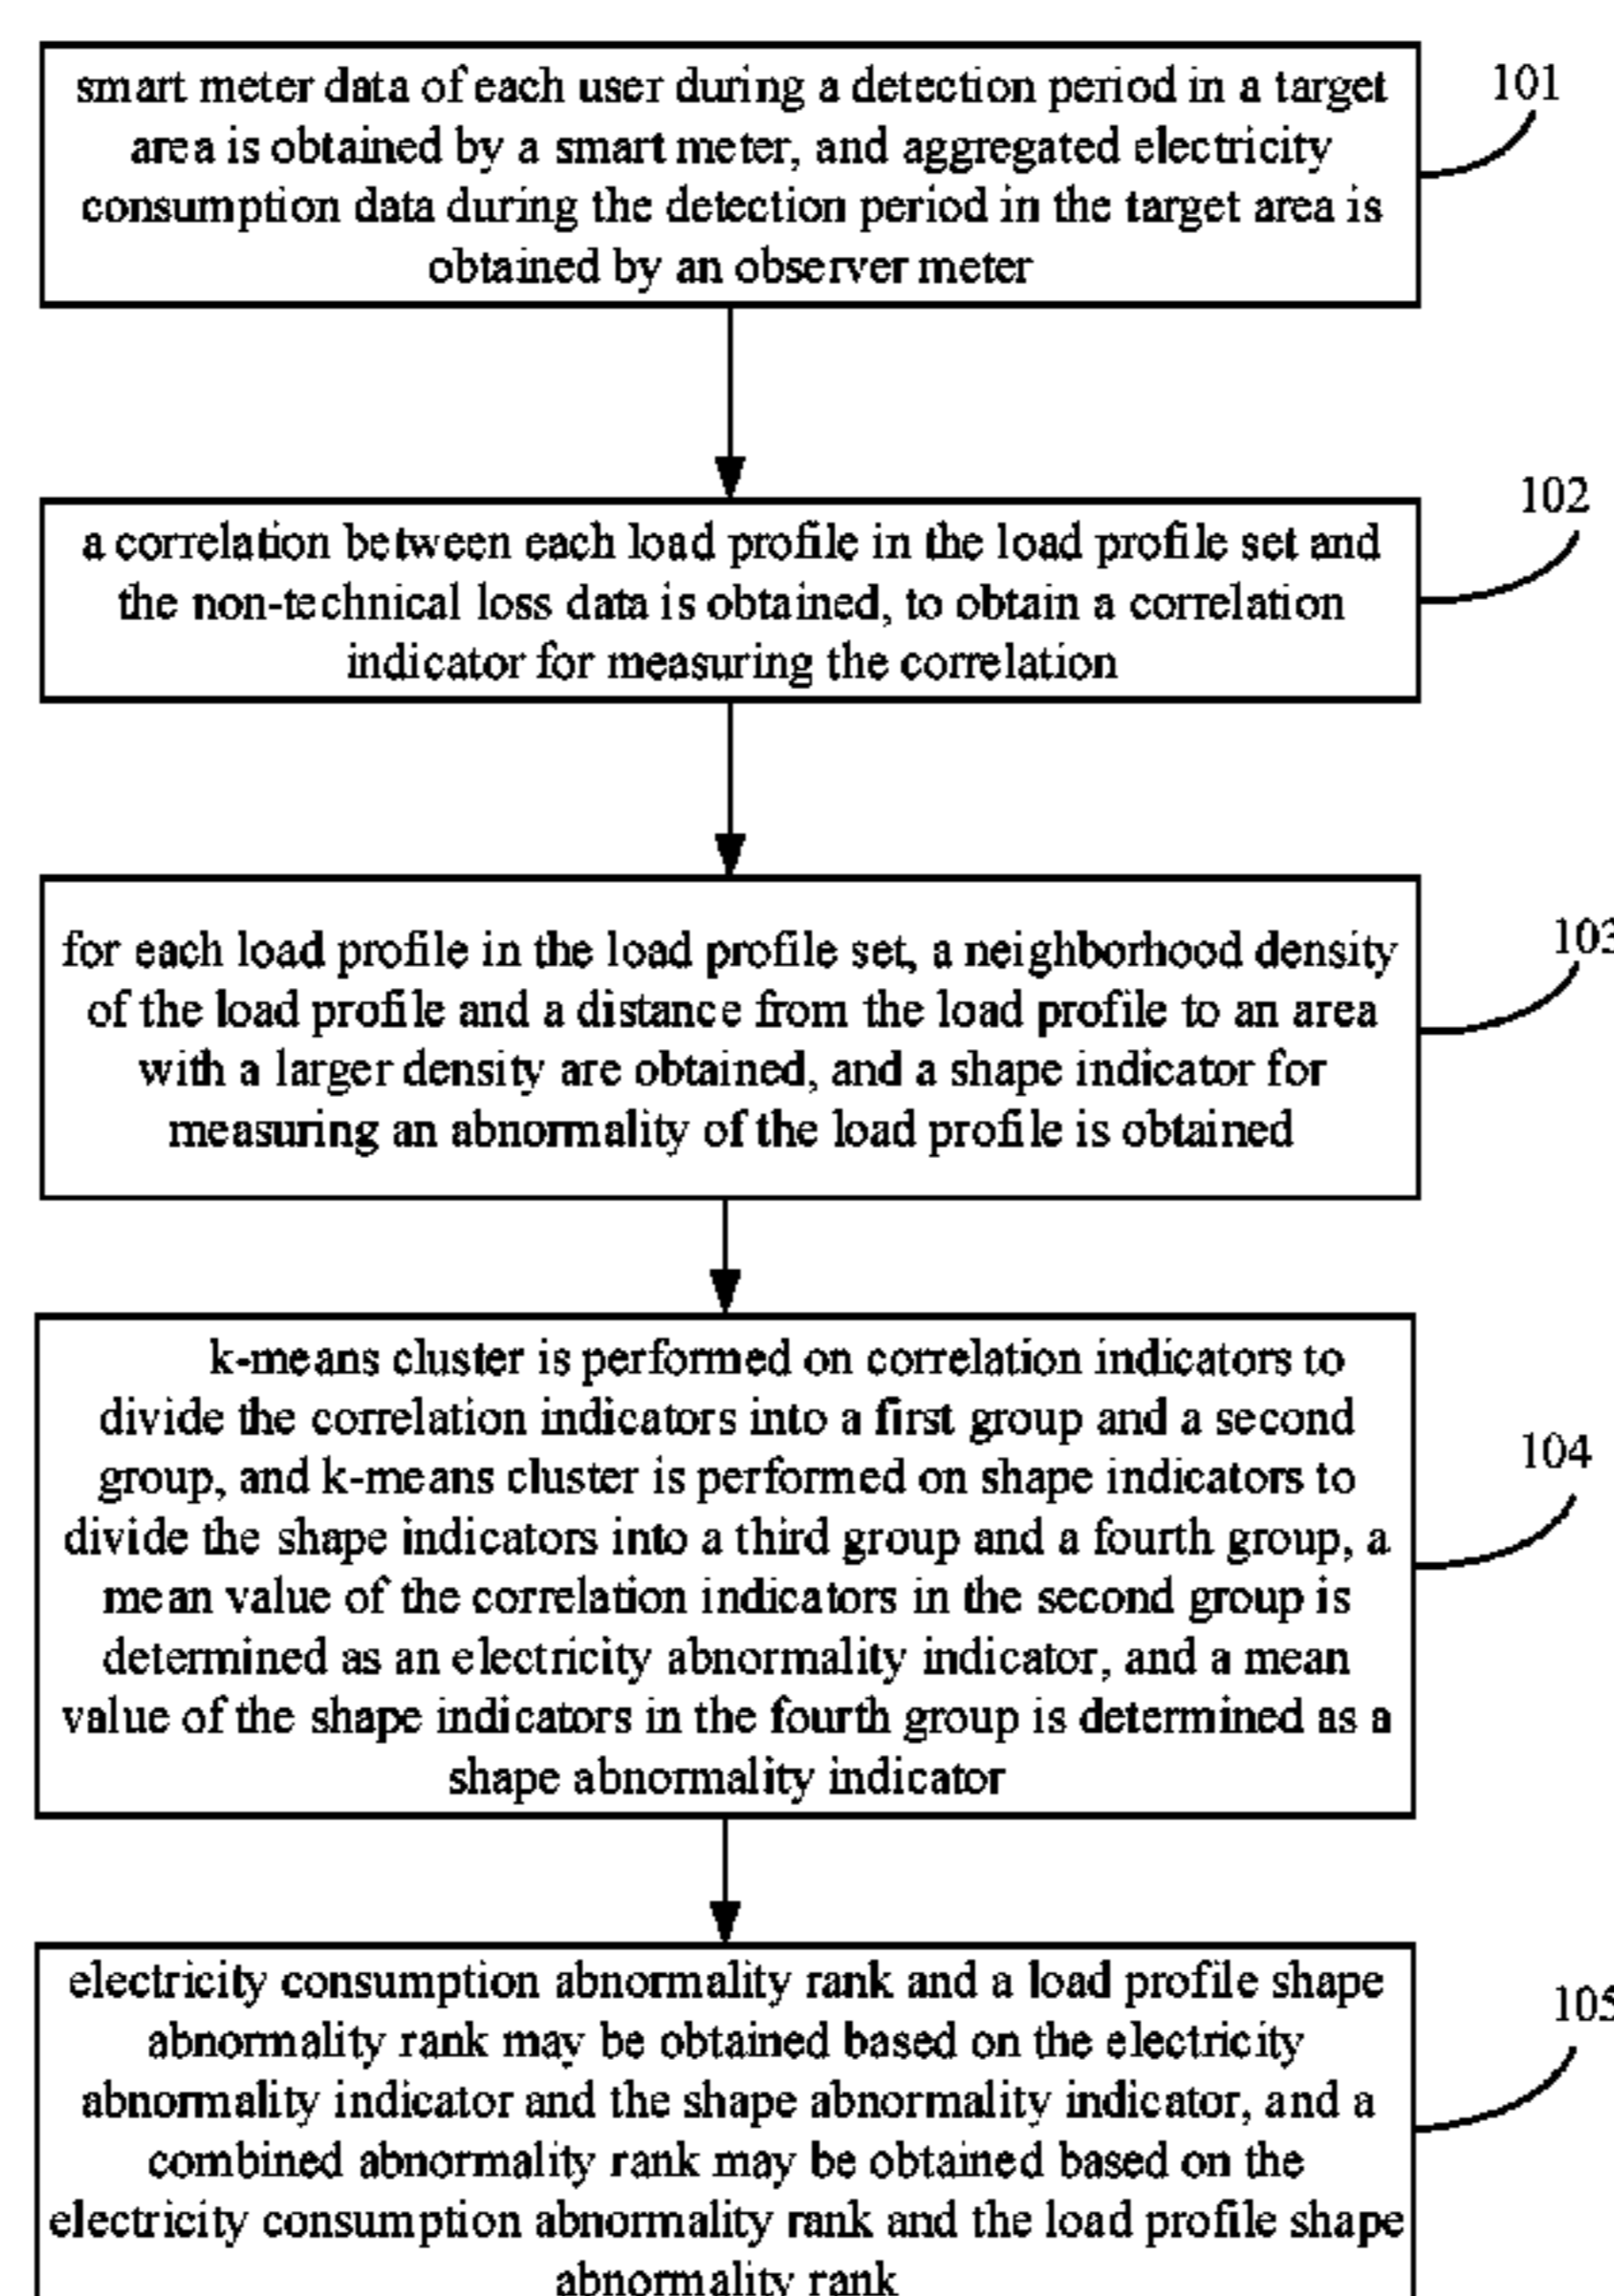 smart meter data of each user during a detection period in a target
area is obtained by a smart meter, and aggregated electricity
consumption data during the detection period in the target area is
obtained by an observer meter
101
a correlation between each load profile in the load profile set and
the non-technical loss data is obtained, to obtain a correlation
indicator for measuring the correlation
102
for each load profile in the load profile set, a neighborhood density
of the load profile and a distance from the load profile to an area
with a larger density are obtained, and a shape indicator for
measuring an abnormality of the load profile is obtained
103
k-means cluster is performed on correlation indicators to
divide the correlation indicators into a first group and a second
group, and k-means cluster is performed on shape indicators to
divide the shape indicators into a third group and a fourth group, a
mean value of the correlation indicators in the second group is
determined as an electricity abnormality indicator, and a mean
value of the shape indicators in the fourth group is determined as a
shape abnormality indicator
104
electricity consumption abnormality rank and a load profile shape
abnormality rank may be obtained based on the electricity
abnormality indicator and the shape abnormality indicator, and a
combined abnormality rank may be obtained based on the
electricity consumption abnormality rank and the load profile shape
abnormality rank
105